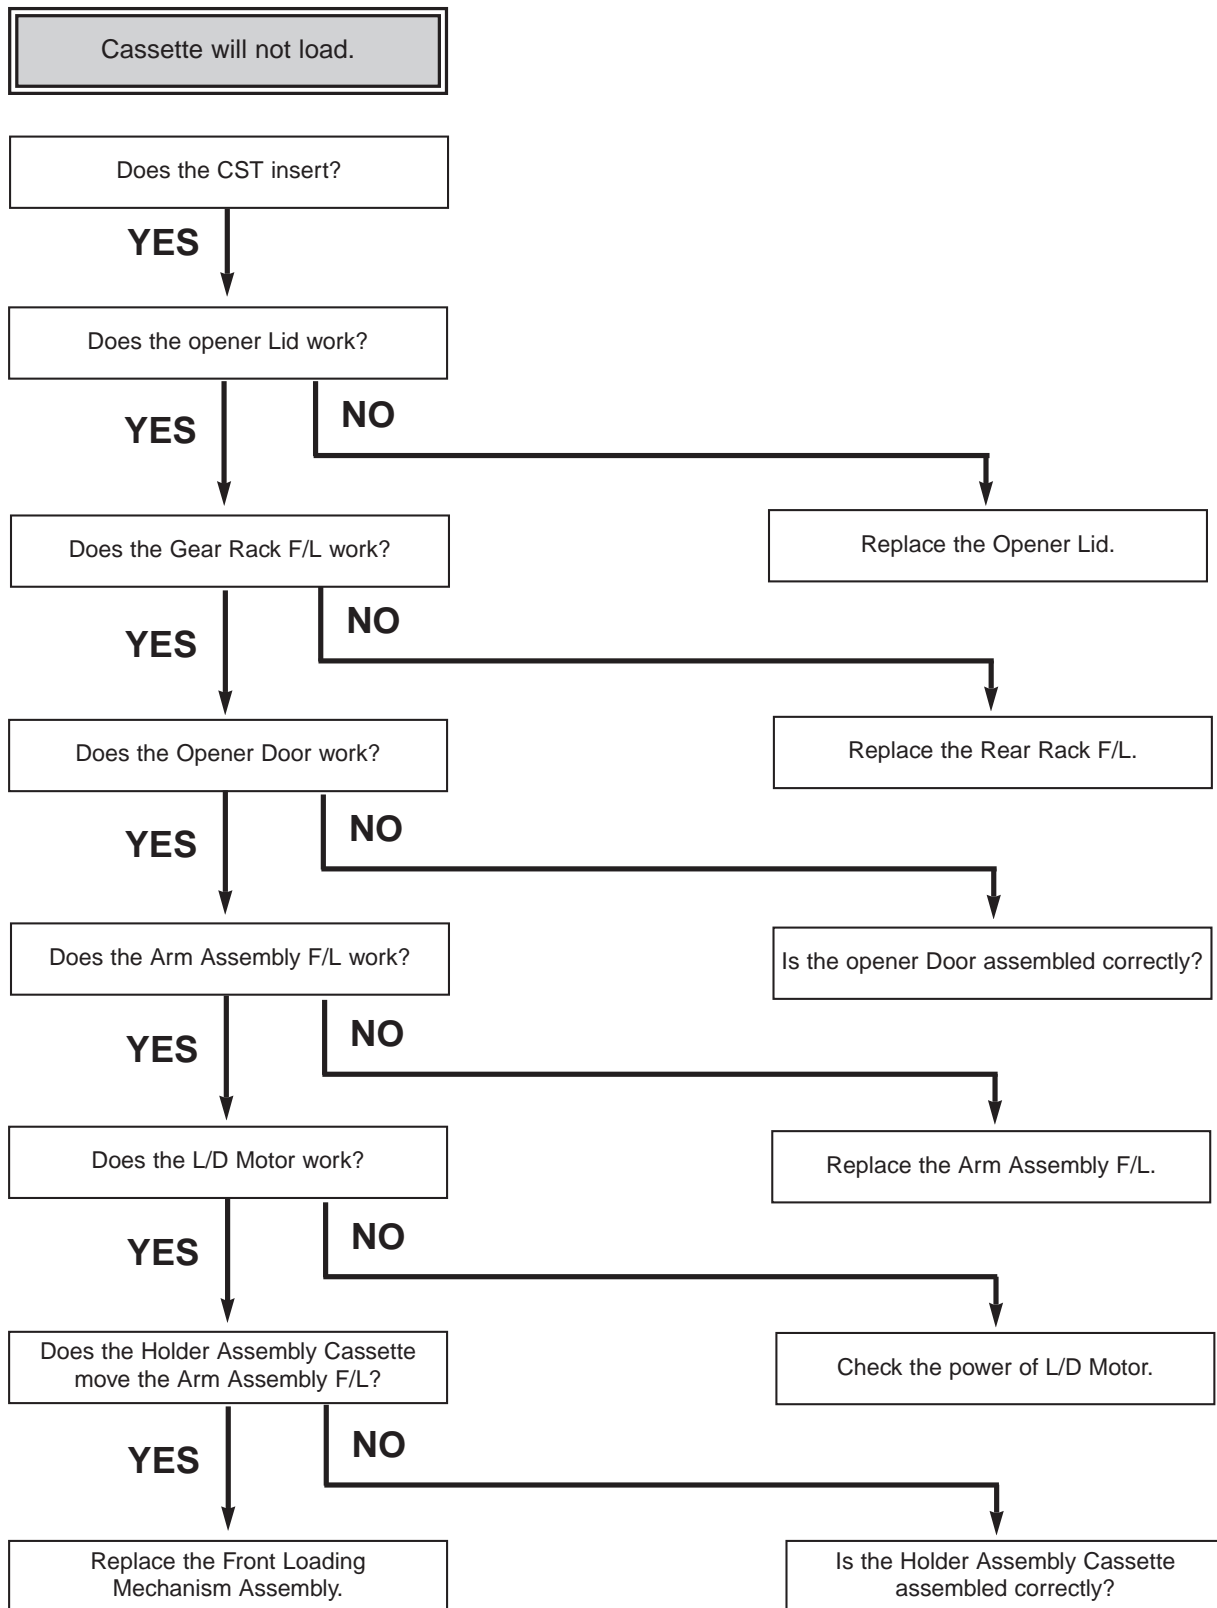 Cassette will not load.
Does the CST insert?
YES
Does the opener Lid work?
YES
NO
Does the Gear Rack F/L work?
Replace the Opener Lid.
YES
NO
Does the Opener Door work?
Replace the Rear Rack F/L.
YES
NO
Does the Arm Assembly F/L work?
Is the opener Door assembled correctly?
YES
NO
Does the L/D Motor work?
Replace the Arm Assembly F/L.
YES
NO
Does the Holder Assembly Cassette
move the Arm Assembly F/L?
Check the power of L/D Motor.
YES
NO
Replace the Front Loading
Mechanism Assembly.
Is the Holder Assembly Cassette
assembled correctly?